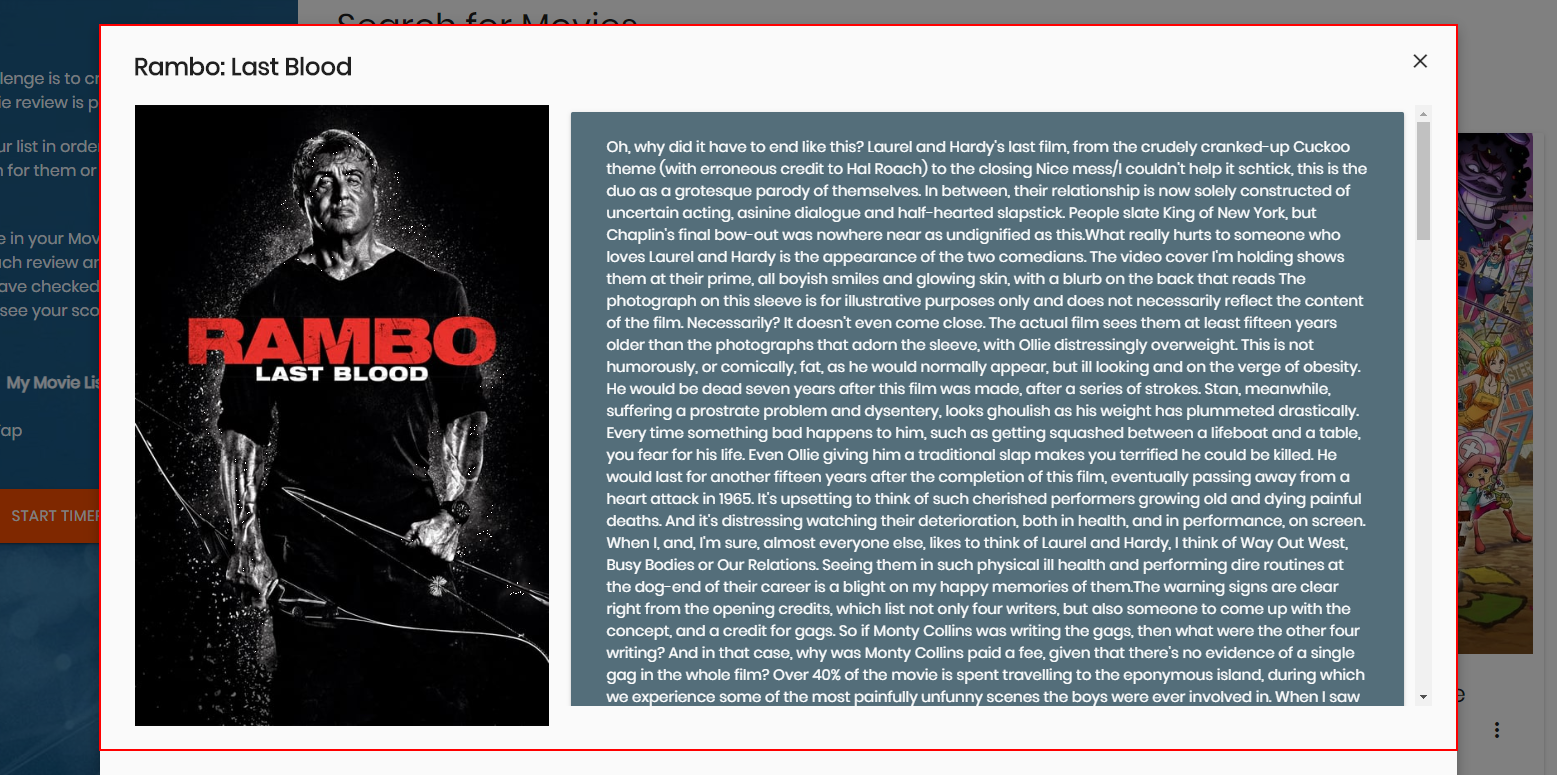 Search for Movies
lenge is to cr
ie review is p
ur list in order
n for them or
e in your Mov
ach review ar
ave checked
see your sco
My Movie Lis
Tap
START TIMER
Rambo: Last Blood
RAMBO
LAST BLOOD
Oh, why did it have to end like this? Laurel and Hardy's last film, from the crudely cranked-up Cuckoo
theme (with erroneous credit to Hal Roach) to the closing Nice mess/I couldn't help it schtick, this is the
duo as a grotesque parody of themselves. In between, their relationship is now solely constructed of
uncertain acting, asinine dialogue and half-hearted slapstick. People slate King of New York, but
Chaplin's final bow-out was nowhere near as undignified as this.What really hurts to someone who
loves Laurel and Hardy is the appearance of the two comedians. The video cover I'm holding shows
them at their prime, all boyish smiles and glowing skin, with a blurb on the back that reads The
photograph on this sleeve is for illustrative purposes only and does not necessarily reflect the content
of the film. Necessarily? It doesn't even come close. The actual film sees them at least fifteen years
older than the photographs that adorn the sleeve, with Ollie distressingly overweight. This is not
humorously, or comically, fat, as he would normally appear, but ill looking and on the verge of obesity.
He would be dead seven years after this film was made, after a series of strokes. Stan, meanwhile,
suffering a prostrate problem and dysentery, looks ghoulish as his weight has plummeted drastically.
Every time something bad happens to him, such as getting squashed between a lifeboat and a table,
you fear for his life. Even Ollie giving him a traditional slap makes you terrified he could be killed. He
would last for another fifteen years after the completion of this film, eventually passing away from a
heart attack in 1965. It's upsetting to think of such cherished performers growing old and dying painful
deaths. And it's distressing watching their deterioration, both in health, and in performance, on screen.
When I, and, I'm sure, almost everyone else, likes to think of Laurel and Hardy, I think of Way Out West,
Busy Bodies or Our Relations. Seeing them in such physical ill health and performing dire routines at
the dog-end of their career is a blight on my happy memories of them.The warning signs are clear
right from the opening credits, which list not only four writers, but also someone to come up with the
concept, and a credit for gags. So if Monty Collins was writing the gags, then what were the other four
writing? And in that case, why was Monty Collins paid a fee, given that there's no evidence of a single
gag in the whole film? Over 40% of the movie is spent travelling to the eponymous island, during which
we experience some of the most painfully unfunny scenes the boys were ever involved in. When I saw
e